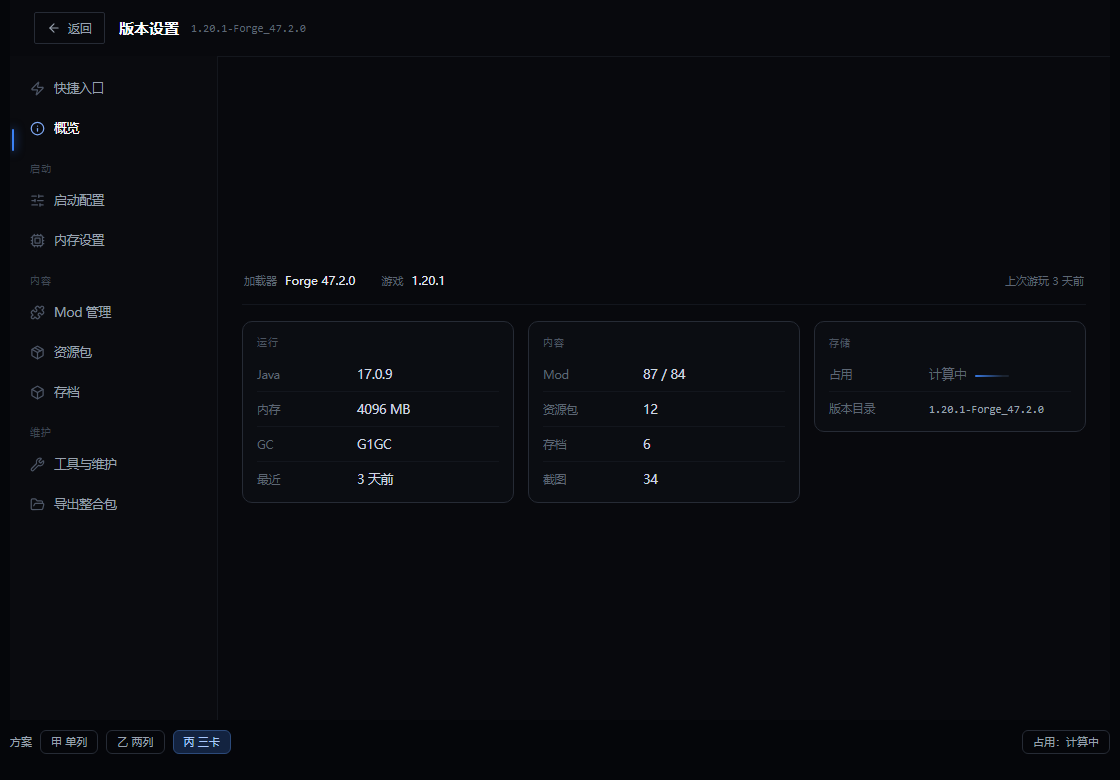 返回 版本设置 1.20.1-Forge_47.2.0
快捷入口
概览
启动
启动配置
内存设置
内容
Mod 管理
资源包
存档
维护
工具与维护
导出整合包
加载器 Forge 47.2.0 游戏 1.20.1 上次游玩 3 天前
运行
Java 17.0.9
内存 4096 MB
GC G1GC
最近 3 天前
内容
Mod 87 / 84
资源包 12
存档 6
截图 34
存储
占用 计算中
版本目录 1.20.1-Forge_47.2.0
方案 甲 单列 乙 两列 丙 三卡 占用: 计算中